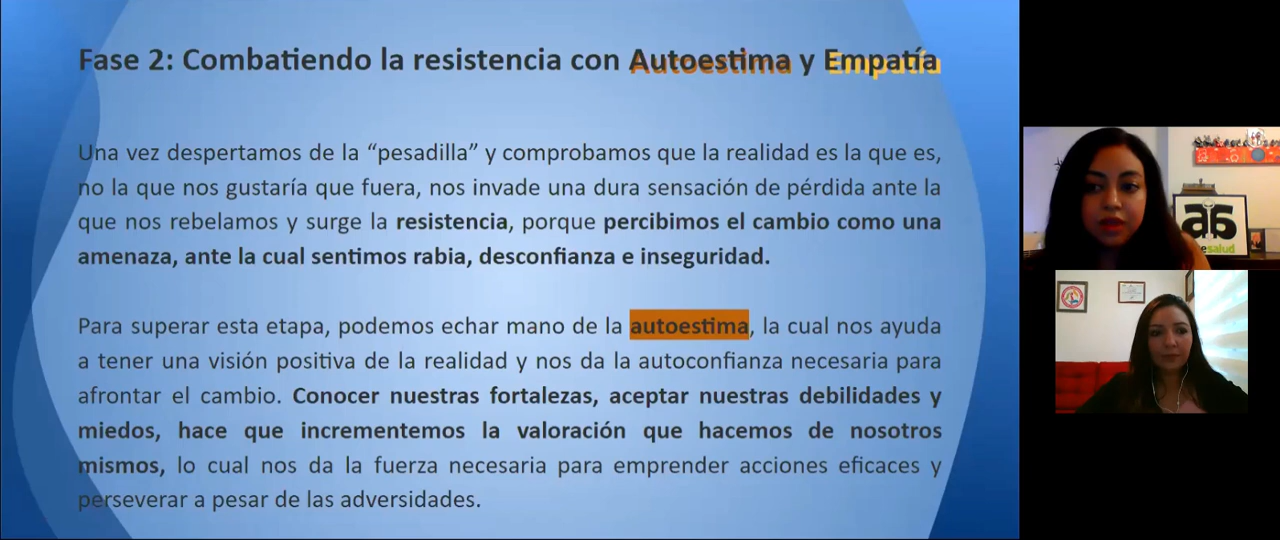 Fase 2: Combatiendo la resistencia con Autoestima y Empatía
Una vez despertamos de la “pesadilla” y comprobamos que la realidad es la que es,
no la que nos gustaría que fuera, nos invade una dura sensación de pérdida ante la
que nos rebelamos y surge la resistencia, porque percibimos el cambio como una
amenaza, ante la cual sentimos rabia, desconfianza e inseguridad.
Para superar esta etapa, podemos echar mano de la autoestima, la cual nos ayuda
a tener una visión positiva de la realidad y nos da la autoconfianza necesaria para
afrontar el cambio. Conocer nuestras fortalezas, aceptar nuestras debilidades y
miedos, hace que incrementemos la valoración que hacemos de nosotros
mismos, lo cual nos da la fuerza necesaria para emprender acciones eficaces y
perseverar a pesar de las adversidades.